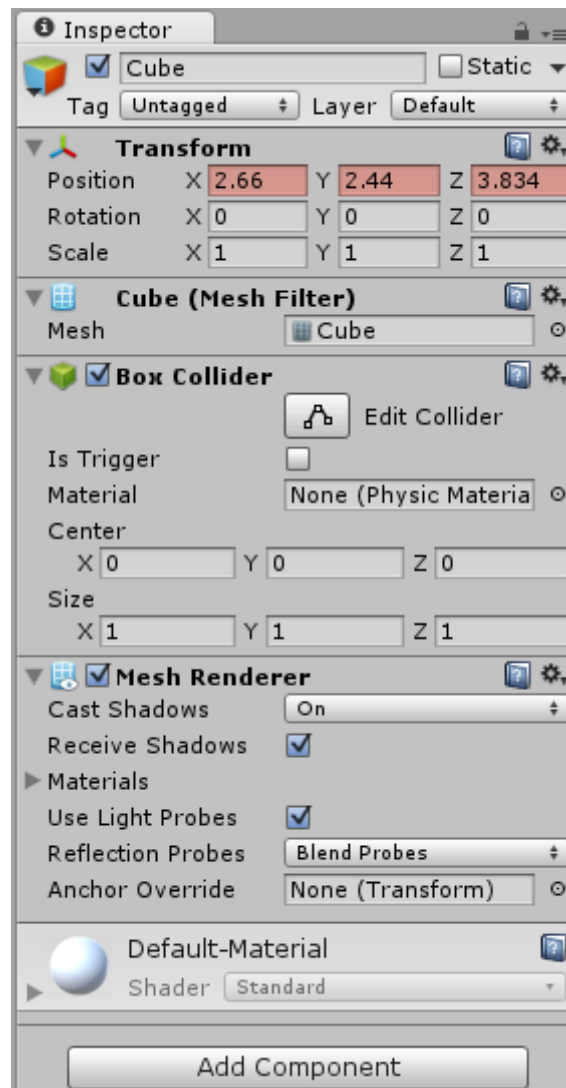 Inspector
Cube Static
Tag Untagged Layer Default
Transform
Position X 2.66 Y 2.44 Z 3.834
Rotation X 0 Y 0 Z 0
Scale X 1 Y 1 Z 1
Cube (Mesh Filter)
Mesh Cube
Box Collider
Edit Collider
Is Trigger
Material None (Physic Materia
Center
X 0 Y 0 Z 0
Size
X 1 Y 1 Z 1
Mesh Renderer
Cast Shadows On
Receive Shadows
Materials
Use Light Probes
Reflection Probes Blend Probes
Anchor Override None (Transform)
Default-Material
Shader Standard
Add Component